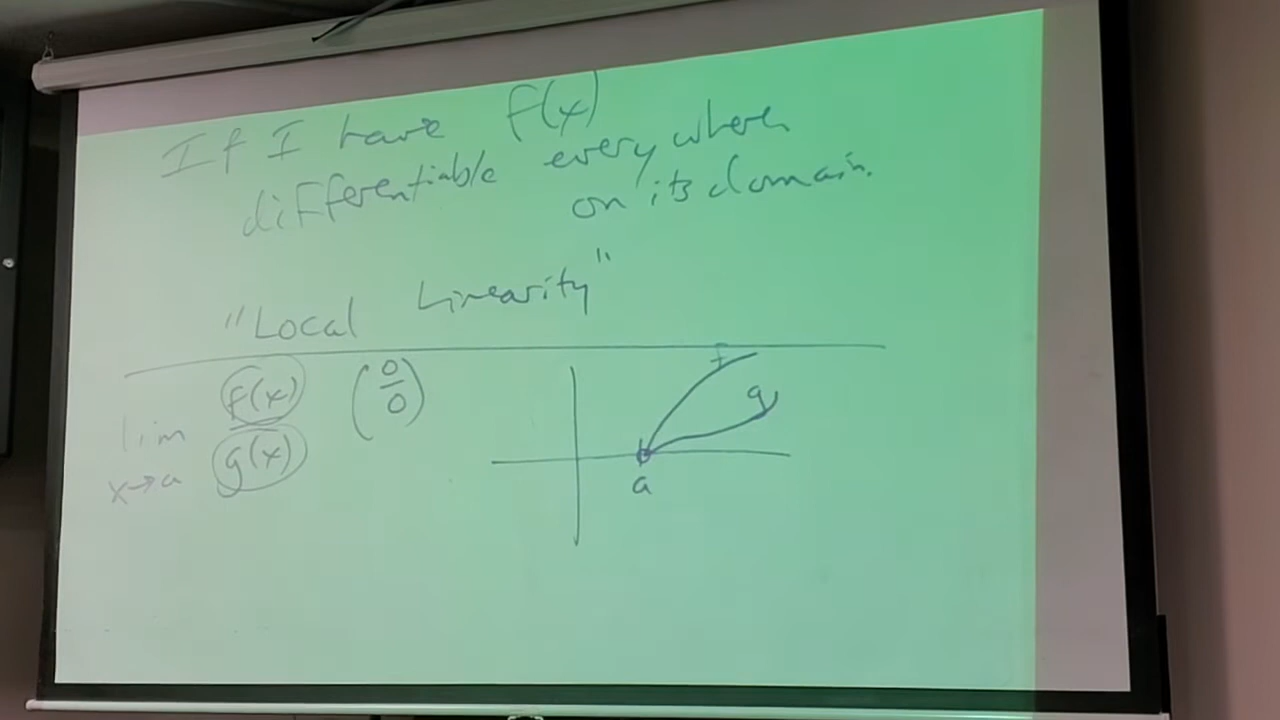 If I have f(x)
differentiable everywhere
on its domain.
"Local Linearity"
lim x→a f(x)/g(x) (0/0)
f
g
a